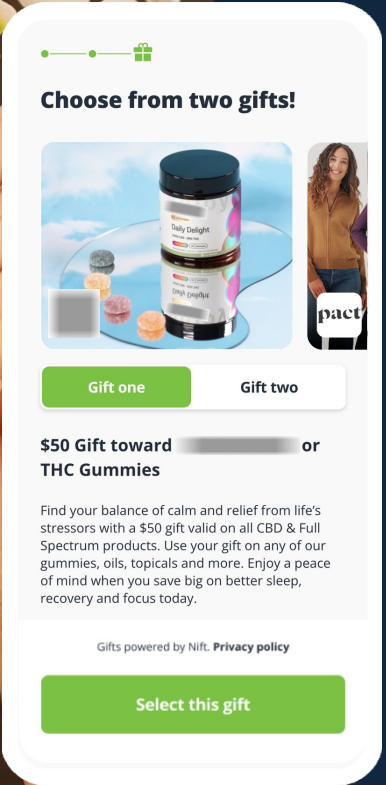 Choose from two gifts!
Daily Delight
pact
Gift one
Gift two
$50 Gift toward or
THC Gummies
Find your balance of calm and relief from life's
stressors with a $50 gift valid on all CBD & Full
Spectrum products. Use your gift on any of our
gummies, oils, topicals and more. Enjoy a peace
of mind when you save big on better sleep,
recovery and focus today.
Gifts powered by Nift. Privacy policy
Select this gift